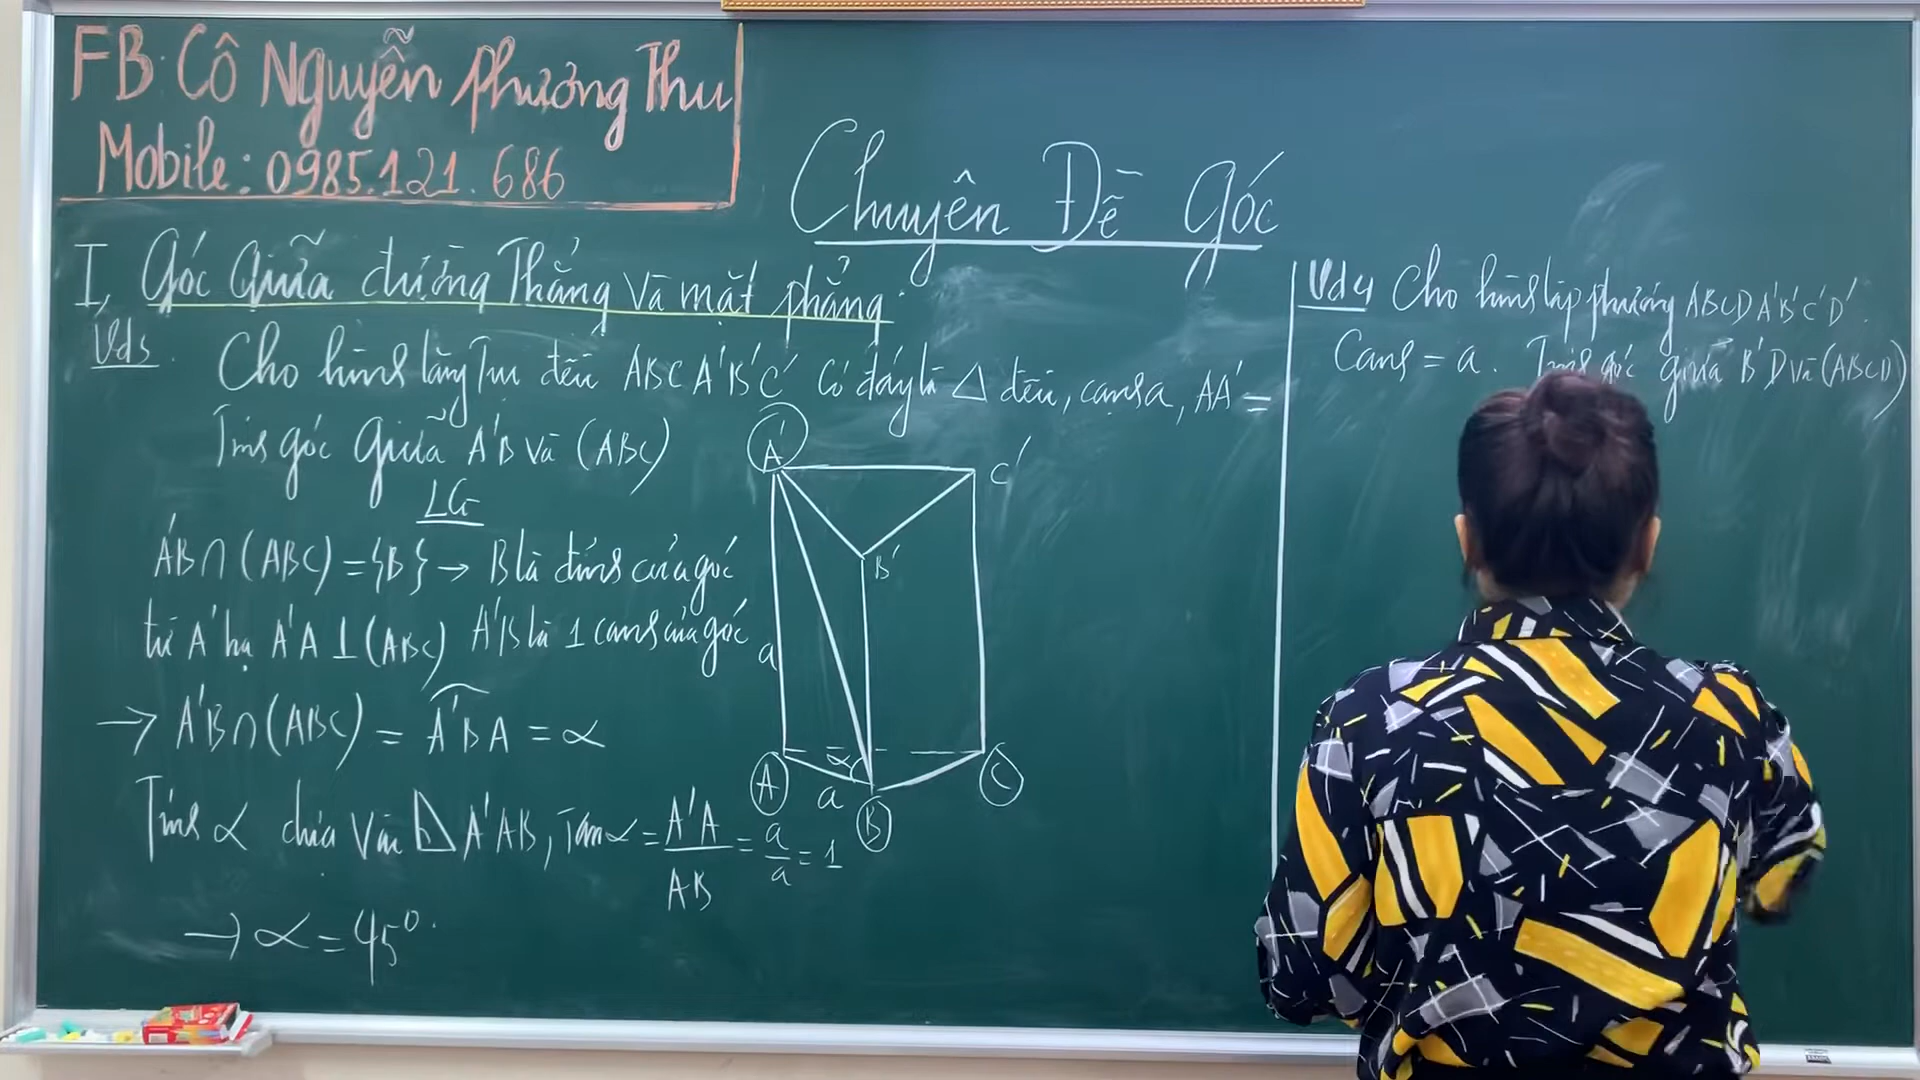 FB: Cô Nguyễn Phương Thu
Mobile: 0985.121.686
Chuyên Đề Góc
I, Góc Giữa đường Thẳng và mặt phẳng.
Vd3. Cho hình lăng Trụ đều ABC A'B'C' có đáy là Δ đều, cạnh a, AA' =
Tính góc Giữa A'B và (ABC)
LG
A'B ∩ (ABC) = {B} → B là đỉnh của góc
từ A' hạ A'A ⊥ (ABC) A'B là 1 cạnh của góc
→ A'B ∩ (ABC) = A'BA = α
Tính α dựa vào Δ A'AB, Tan α = A'A/AB = a/a = 1
→ α = 45°.
A'
C'
B'
a
α
A
a
B
C
Vd4 Cho hình lập phương ABCD A'B'C'D'.
Cạnh = a. Tính góc giữa B'D và (ABCD)